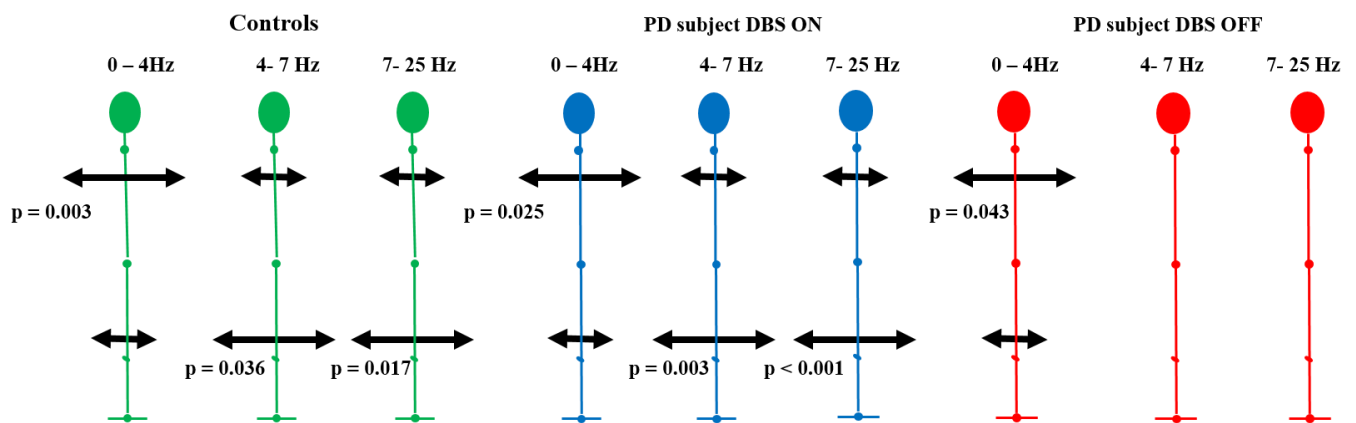 Controls
PD subject DBS ON
PD subject DBS OFF
0 – 4Hz
4- 7 Hz
7- 25 Hz
0 – 4Hz
4- 7 Hz
7- 25 Hz
0 – 4Hz
4- 7 Hz
7- 25 Hz
p = 0.003
p = 0.025
p = 0.043
p = 0.036
p = 0.017
p = 0.003
p < 0.001